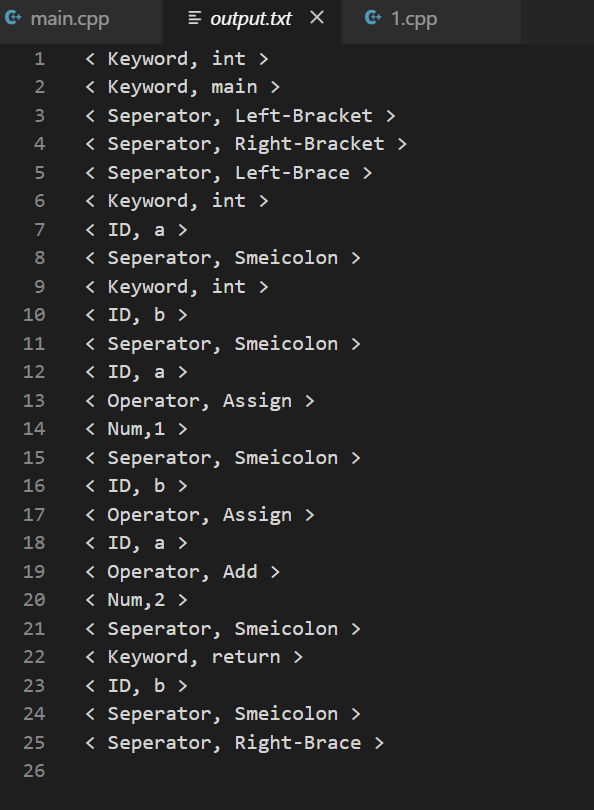 main.cpp output.txt 1.cpp
1 < Keyword, int >
2 < Keyword, main >
3 < Seperator, Left-Bracket >
4 < Seperator, Right-Bracket >
5 < Seperator, Left-Brace >
6 < Keyword, int >
7 < ID, a >
8 < Seperator, Smeicolon >
9 < Keyword, int >
10 < ID, b >
11 < Seperator, Smeicolon >
12 < ID, a >
13 < Operator, Assign >
14 < Num,1 >
15 < Seperator, Smeicolon >
16 < ID, b >
17 < Operator, Assign >
18 < ID, a >
19 < Operator, Add >
20 < Num,2 >
21 < Seperator, Smeicolon >
22 < Keyword, return >
23 < ID, b >
24 < Seperator, Smeicolon >
25 < Seperator, Right-Brace >
26